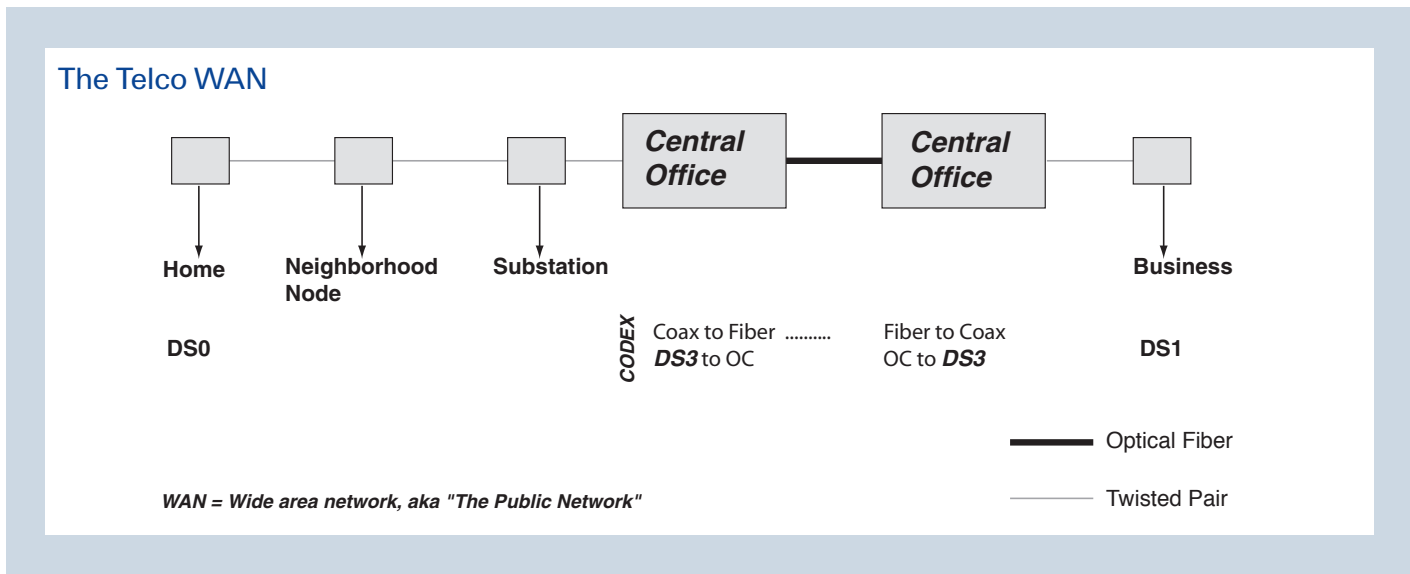 The Telco WAN
Central
Office
Central
Office
Home
Neighborhood
Node
Substation
Business
DS0
CODEX
Coax to Fiber ..........
DS3 to OC
Fiber to Coax
OC to DS3
DS1
Optical Fiber
Twisted Pair
WAN = Wide area network, aka "The Public Network"